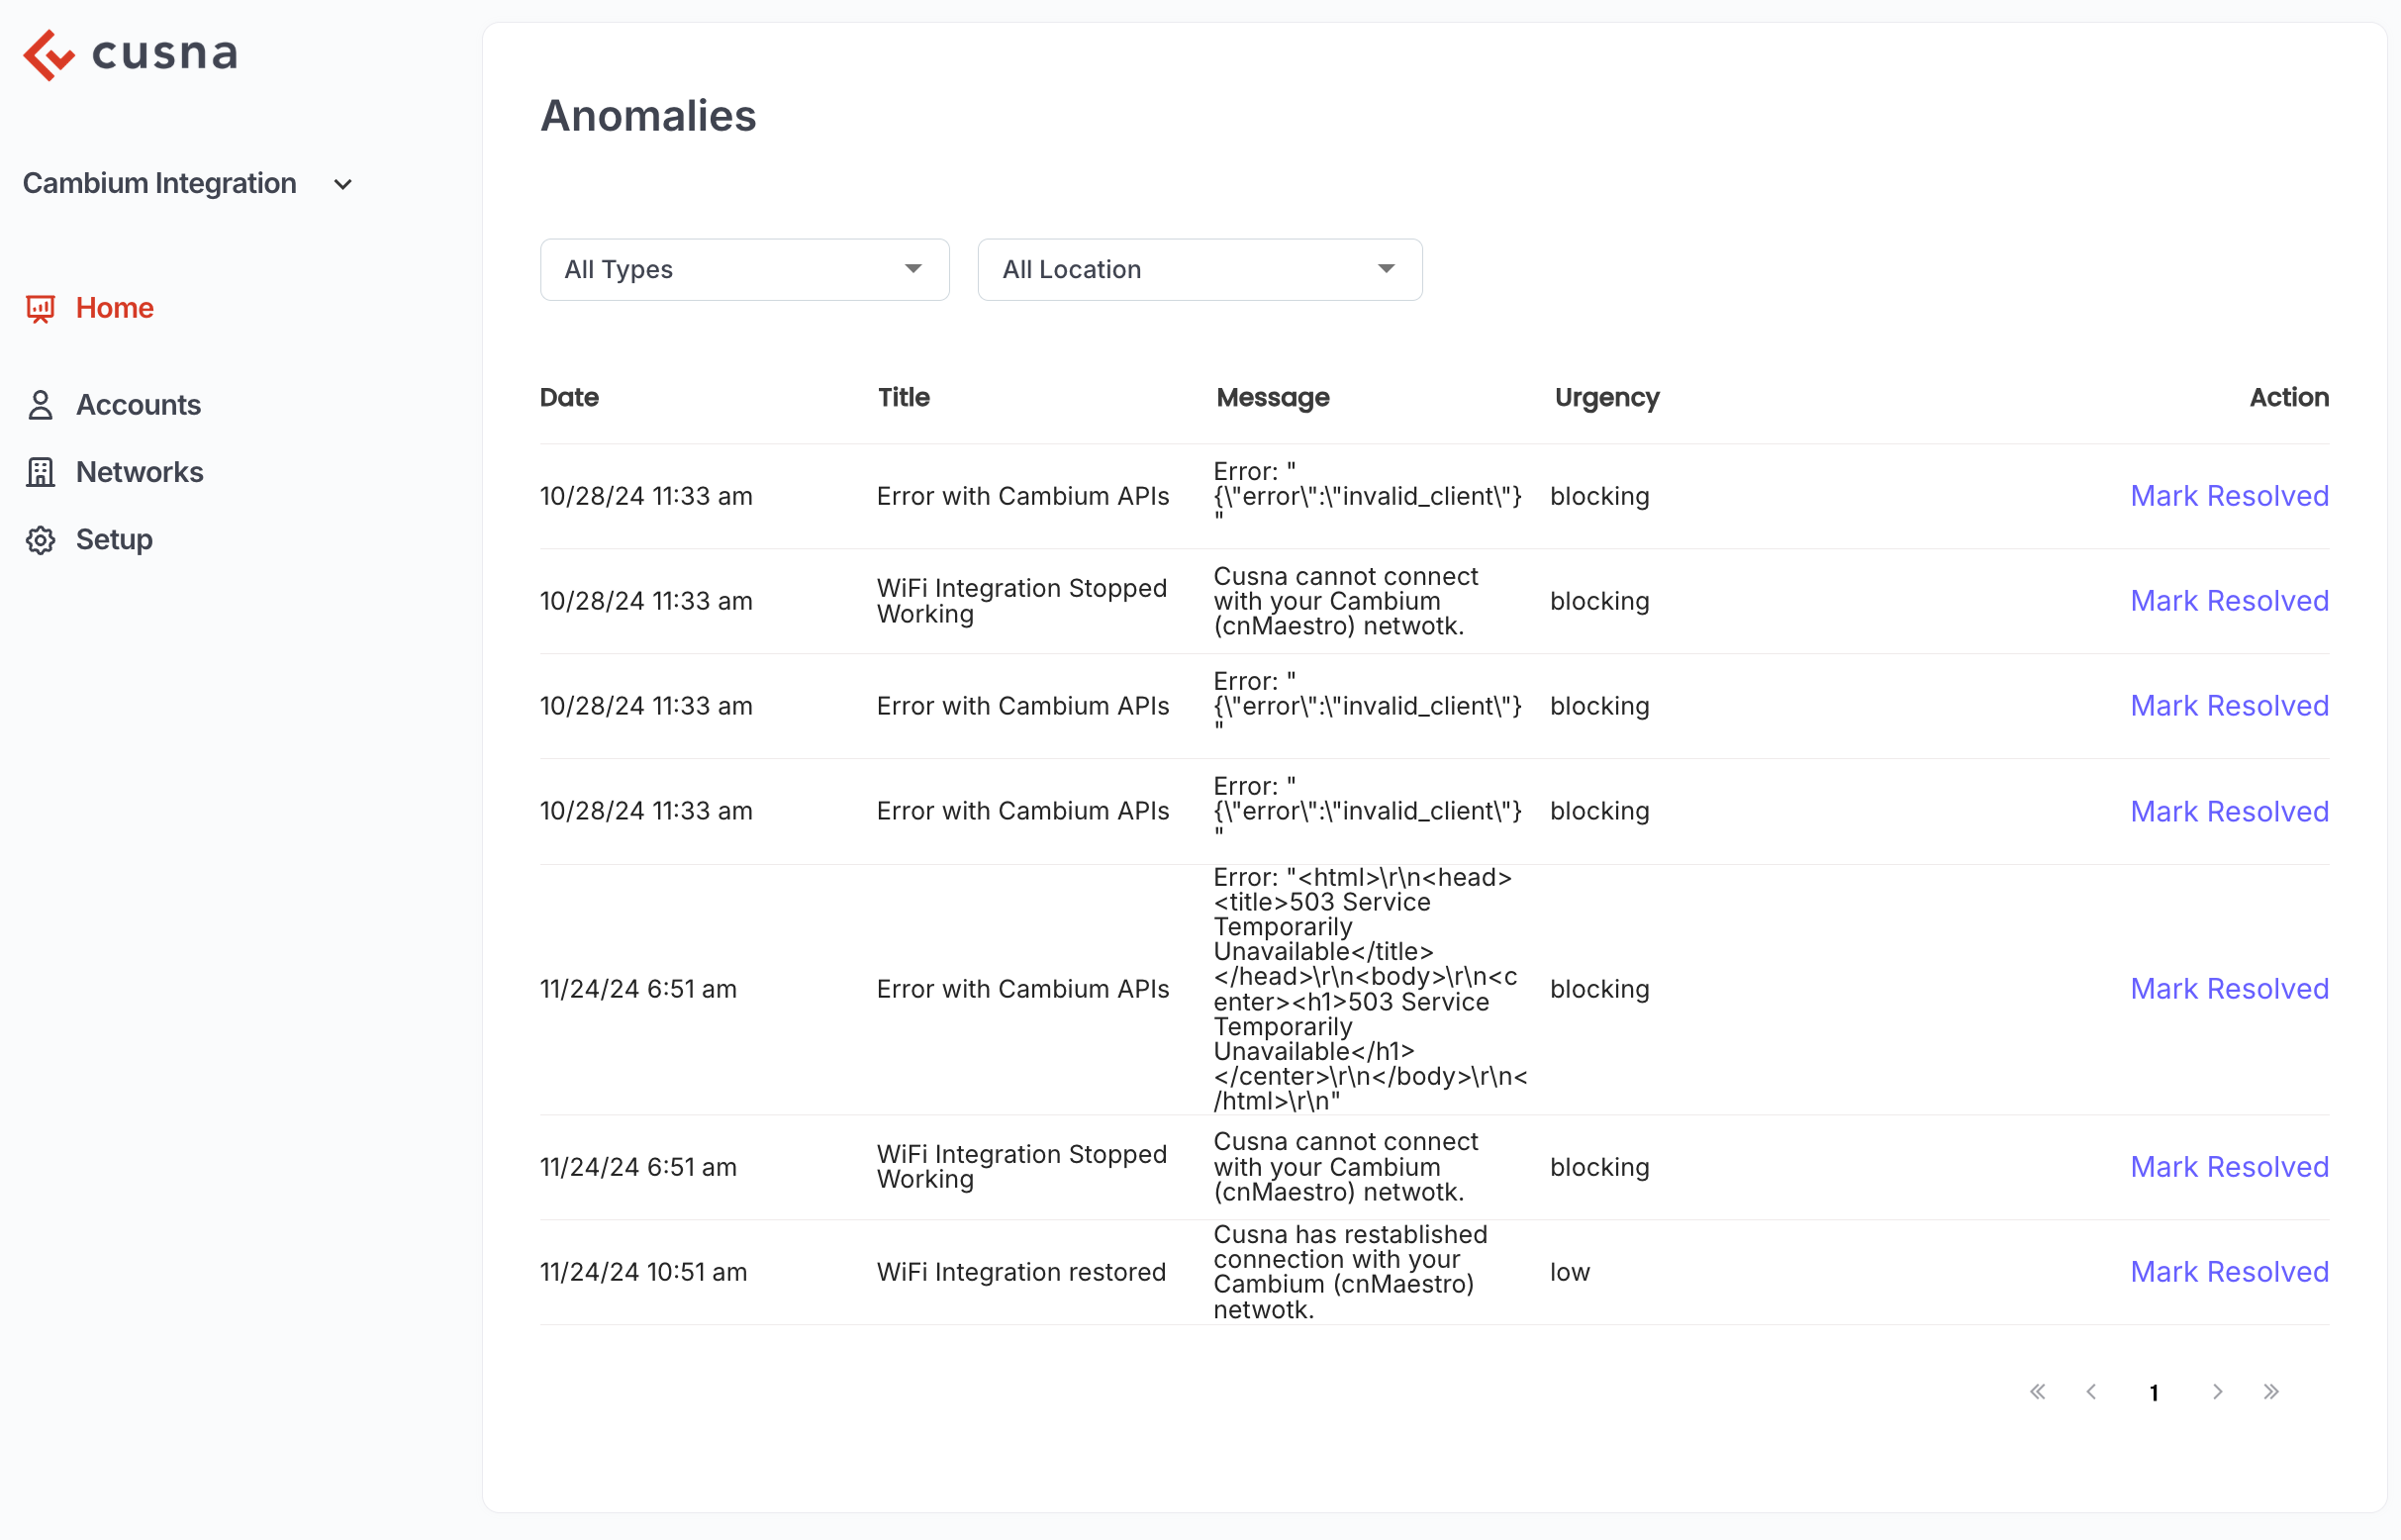 cusna
Cambium Integration
Home
Accounts
Networks
Setup
Anomalies
All Types
All Location
Date
Title
Message
Urgency
Action
10/28/24 11:33 am
Error with Cambium APIs
Error: "
{\"error\":\"invalid_client\"}
"
blocking
Mark Resolved
10/28/24 11:33 am
WiFi Integration Stopped
Working
Cusna cannot connect
with your Cambium
(cnMaestro) netwotk.
blocking
Mark Resolved
10/28/24 11:33 am
Error with Cambium APIs
Error: "
{\"error\":\"invalid_client\"}
"
blocking
Mark Resolved
10/28/24 11:33 am
Error with Cambium APIs
Error: "
{\"error\":\"invalid_client\"}
"
blocking
Mark Resolved
11/24/24 6:51 am
Error with Cambium APIs
Error: "<html>\r\n<head>
<title>503 Service
Temporarily
Unavailable</title>
</head>\r\n<body>\r\n<c
enter><h1>503 Service
Temporarily
Unavailable</h1>
</center>\r\n</body>\r\n<
/html>\r\n"
blocking
Mark Resolved
11/24/24 6:51 am
WiFi Integration Stopped
Working
Cusna cannot connect
with your Cambium
(cnMaestro) netwotk.
blocking
Mark Resolved
11/24/24 10:51 am
WiFi Integration restored
Cusna has restablished
connection with your
Cambium (cnMaestro)
netwotk.
low
Mark Resolved
1